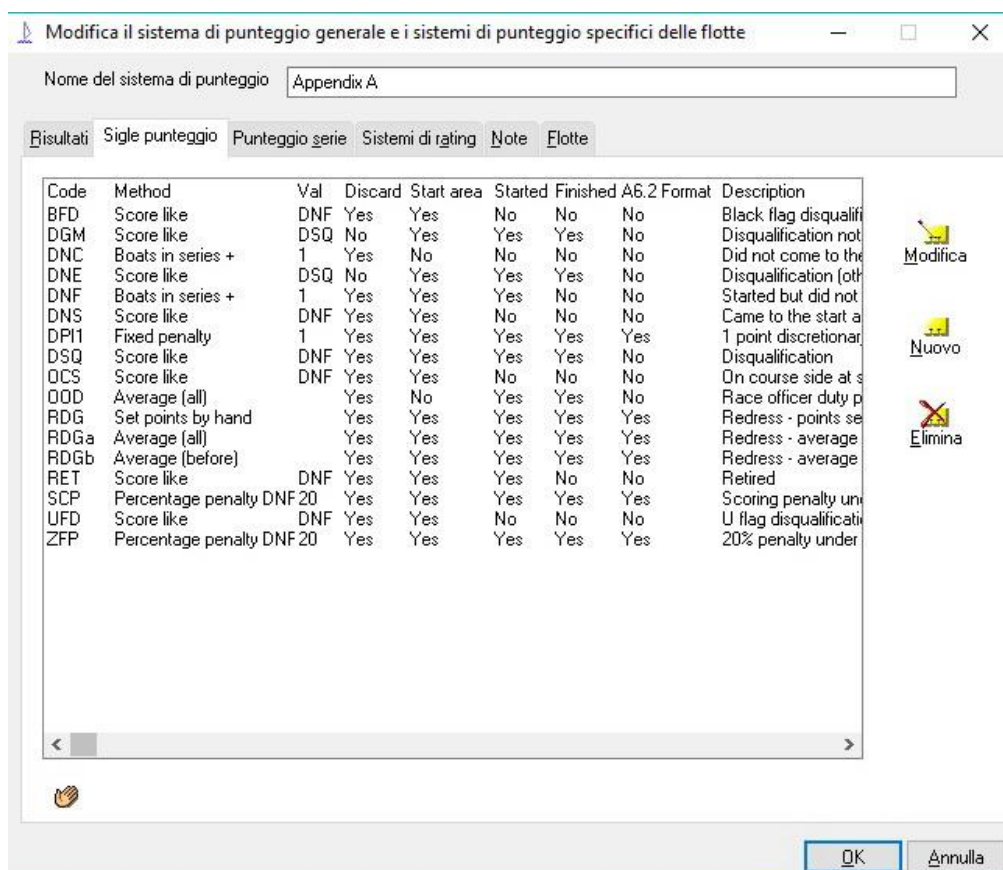 Modifica il sistema di punteggio generale e i sistemi di punteggio specifici delle flotte
Nome del sistema di punteggio Appendix A
Risultati Sigle punteggio Punteggio serie Sistemi di rating Note Flotte
Code Method Val Discard Start area Started Finished A6.2 Format Description
BFD Score like DNF Yes Yes No No No Black flag disqualifi
DGM Score like DSQ No Yes Yes Yes No Disqualification not
DNC Boats in series + 1 Yes No No No No Did not come to the
DNE Score like DSQ No Yes Yes Yes No Disqualification (oth
DNF Boats in series + 1 Yes Yes Yes No No Started but did not
DNS Score like DNF Yes Yes No No No Came to the start a
DPI1 Fixed penalty 1 Yes Yes Yes Yes Yes 1 point discretionar
DSQ Score like DNF Yes Yes Yes Yes No Disqualification
OCS Score like DNF Yes Yes No No No On course side at s
OOD Average (all) Yes No Yes Yes No Race officer duty p
RDG Set points by hand Yes Yes Yes Yes Yes Redress - points se
RDGa Average (all) Yes Yes Yes Yes Yes Redress - average
RDGb Average (before) Yes Yes Yes Yes Yes Redress - average
RET Score like DNF Yes Yes Yes No No Retired
SCP Percentage penalty DNF 20 Yes Yes Yes Yes Yes Scoring penalty un
UFD Score like DNF Yes Yes No No No U flag disqualificati
ZFP Percentage penalty DNF 20 Yes Yes Yes Yes Yes 20% penalty under
Modifica
Nuovo
Elimina
OK Annulla